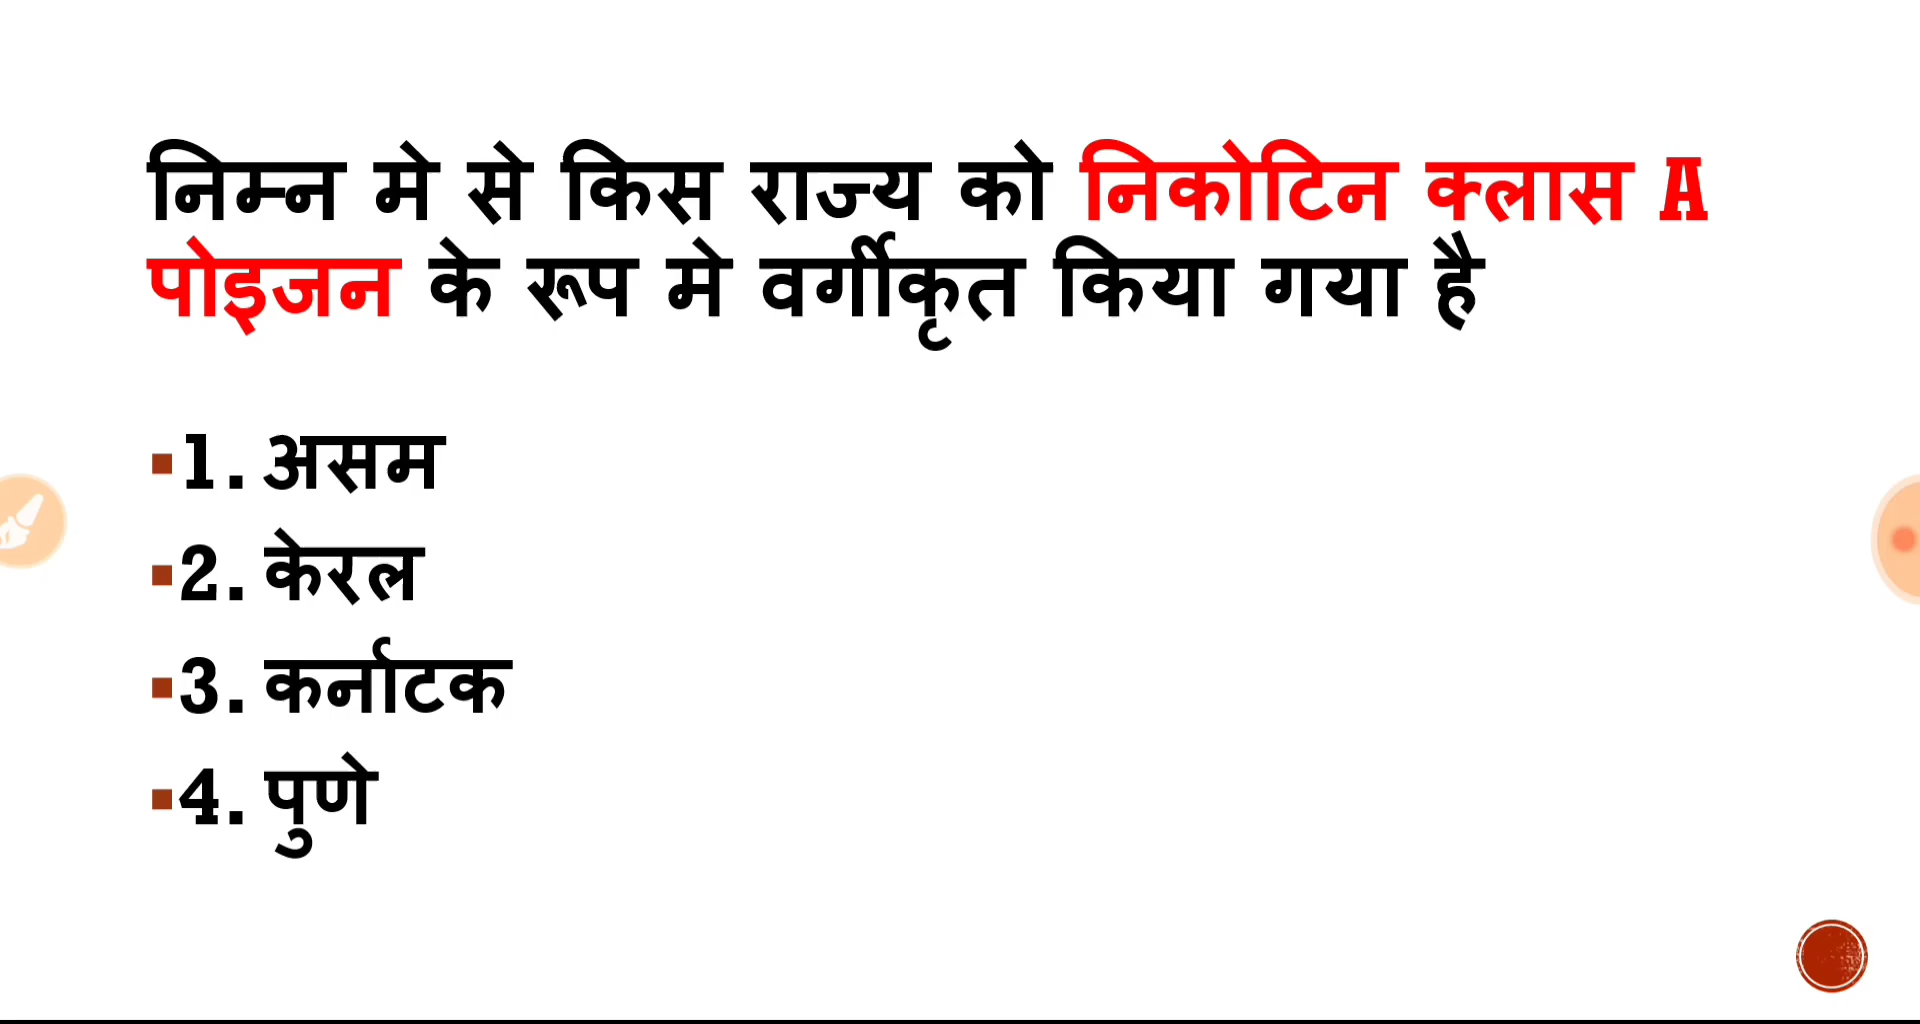 निम्न मे से किस राज्य को निकोटिन क्लास A
पोइजन के रूप मे वर्गीकृत किया गया है
1. असम
2. केरल
3. कर्नाटक
4. पुणे